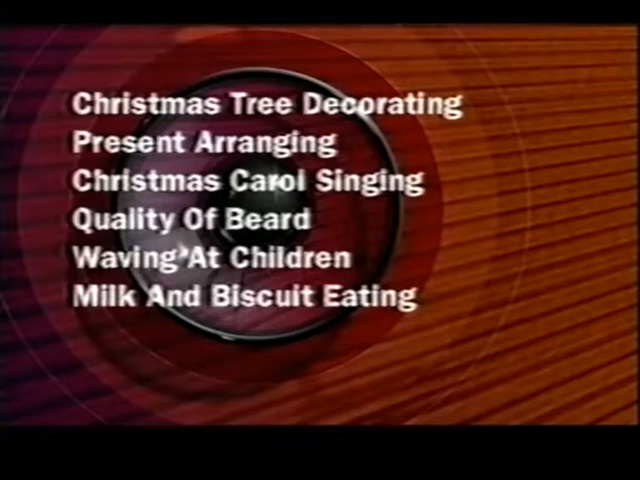 Christmas Tree Decorating
Present Arranging
Christmas Carol Singing
Quality Of Beard
Waving At Children
Milk And Biscuit Eating